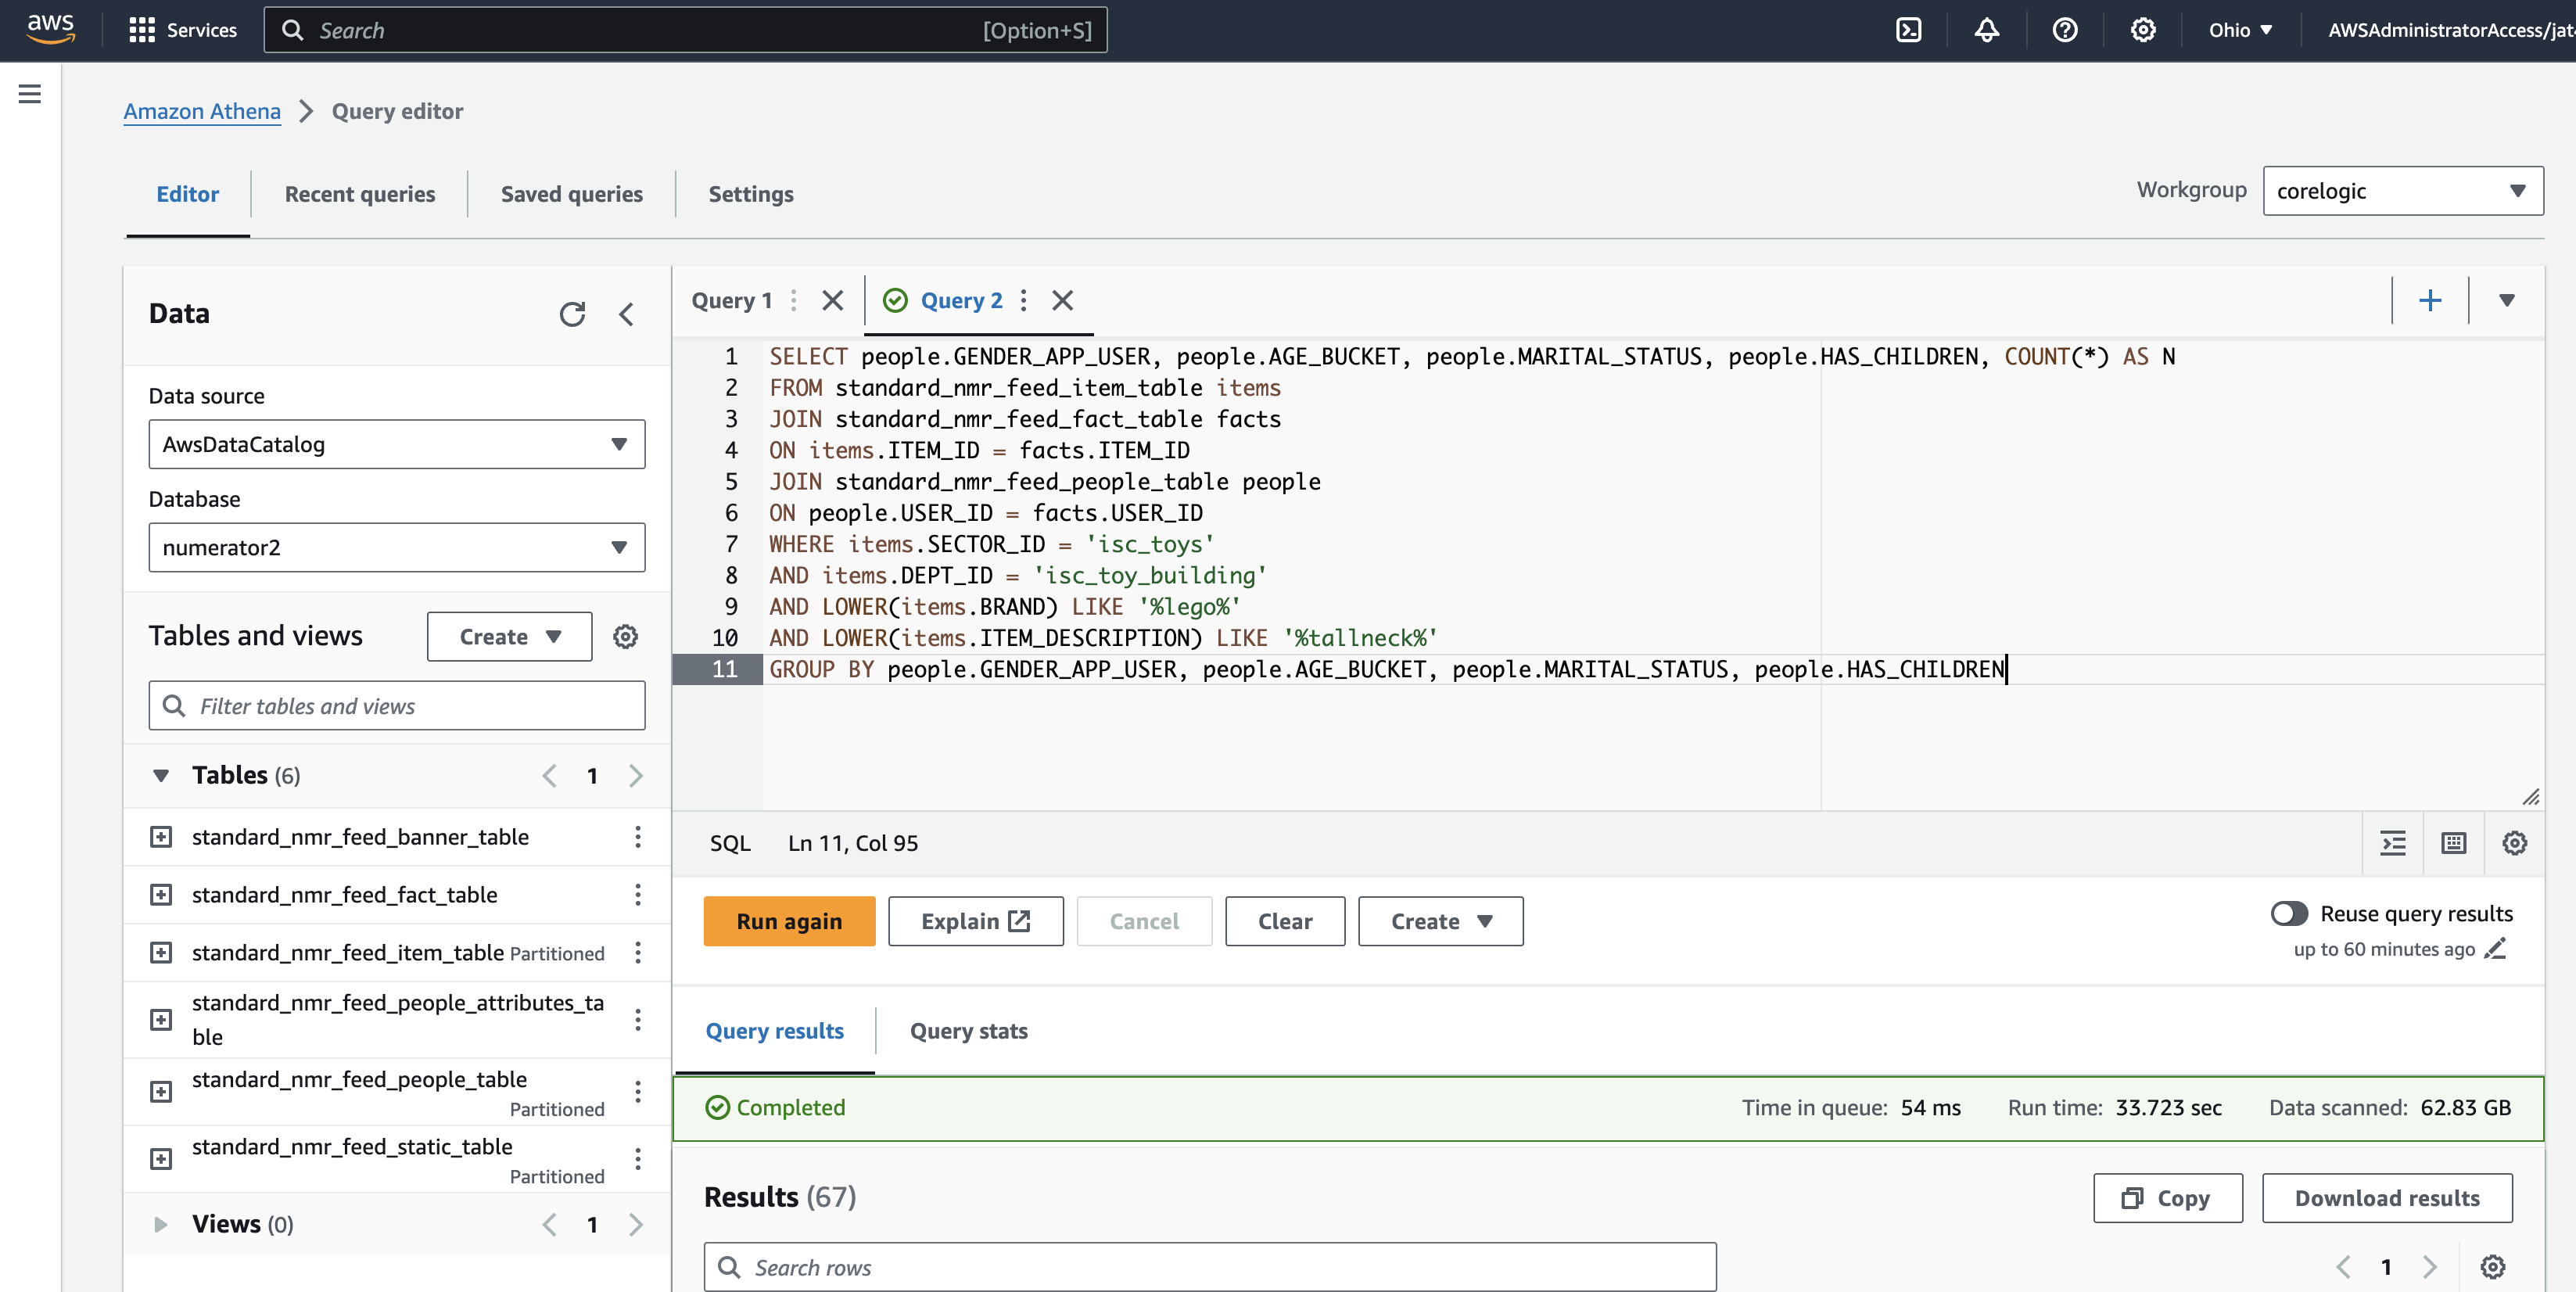 aws
Services
Search [Option+S]
Ohio
AWSAdministratorAccess/jat
Amazon Athena
Query editor
Editor
Recent queries
Saved queries
Settings
Workgroup
corelogic
Data
Data source
AwsDataCatalog
Database
numerator2
Tables and views
Create
Filter tables and views
Tables (6)
1
standard_nmr_feed_banner_table
standard_nmr_feed_fact_table
standard_nmr_feed_item_table Partitioned
standard_nmr_feed_people_attributes_ta
ble
standard_nmr_feed_people_table
Partitioned
standard_nmr_feed_static_table
Partitioned
Views (0)
1
Query 1
Query 2
1 SELECT people.GENDER_APP_USER, people.AGE_BUCKET, people.MARITAL_STATUS, people.HAS_CHILDREN, COUNT(*) AS N
2 FROM standard_nmr_feed_item_table items
3 JOIN standard_nmr_feed_fact_table facts
4 ON items.ITEM_ID = facts.ITEM_ID
5 JOIN standard_nmr_feed_people_table people
6 ON people.USER_ID = facts.USER_ID
7 WHERE items.SECTOR_ID = 'isc_toys'
8 AND items.DEPT_ID = 'isc_toy_building'
9 AND LOWER(items.BRAND) LIKE '%lego%'
10 AND LOWER(items.ITEM_DESCRIPTION) LIKE '%tallneck%'
11 GROUP BY people.GENDER_APP_USER, people.AGE_BUCKET, people.MARITAL_STATUS, people.HAS_CHILDREN
SQL Ln 11, Col 95
Run again
Explain
Cancel
Clear
Create
Reuse query results
up to 60 minutes ago
Query results
Query stats
Completed
Time in queue: 54 ms Run time: 33.723 sec Data scanned: 62.83 GB
Results (67)
Copy
Download results
Search rows
1